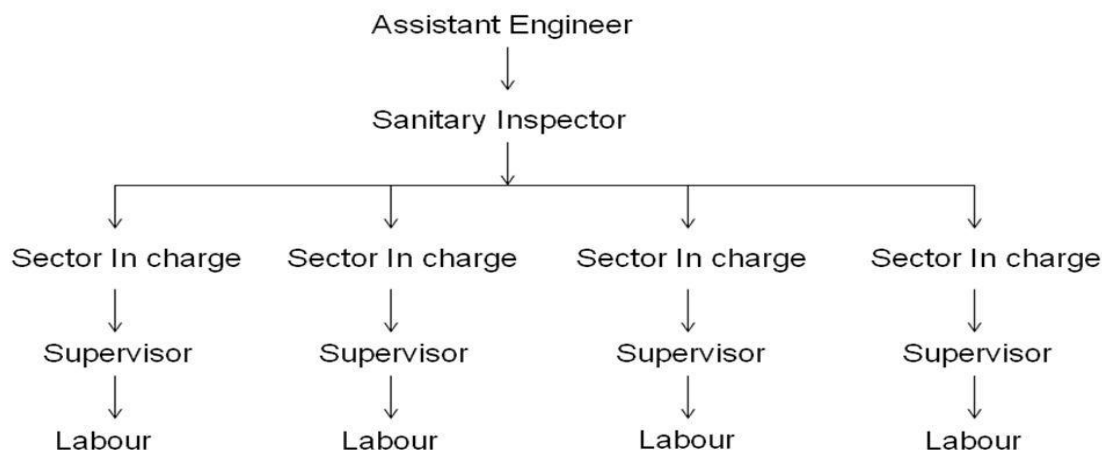 Assistant Engineer
Sanitary Inspector
Sector In charge Sector In charge Sector In charge Sector In charge
Supervisor Supervisor Supervisor Supervisor
Labour Labour Labour Labour